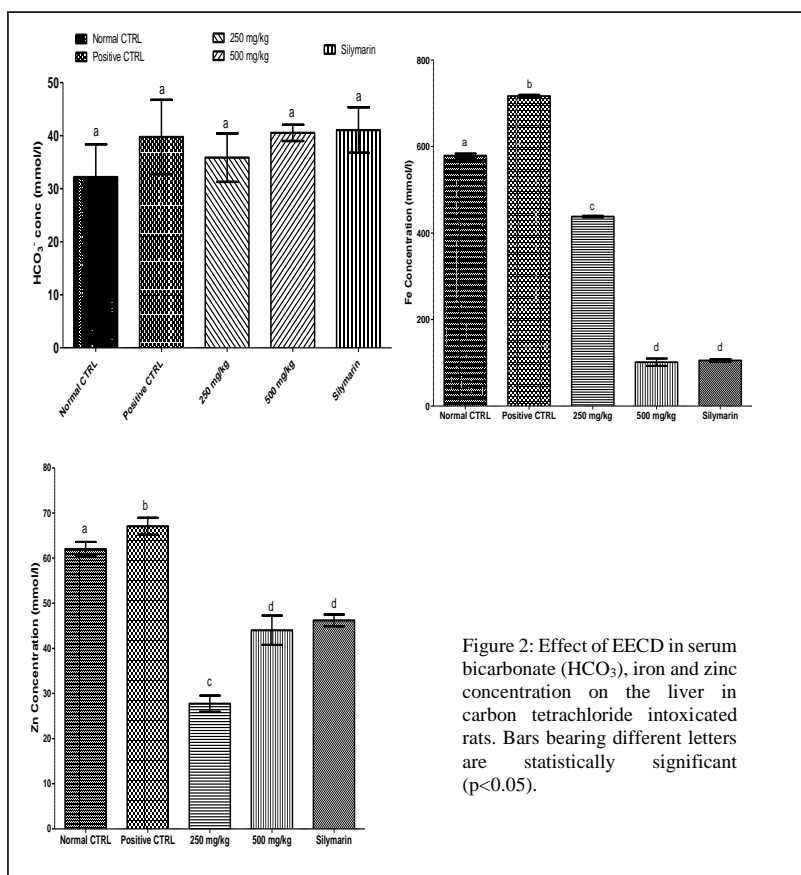 Normal CTRL
Positive CTRL
250 mg/kg
500 mg/kg
Silymarin
50
40
30
20
10
0
HCO₃⁻ conc (mmol/l)
a
a
a
a
a
Normal CTRL
Positive CTRL
250 mg/kg
500 mg/kg
Silymarin
800
600
400
200
0
Fe Concentration (mmol/l)
a
b
c
d
d
Normal CTRL Positive CTRL 250 mg/kg 500 mg/kg Silymarin
80
70
60
50
40
30
20
10
0
Zn Concentration (mmol/l)
a
b
c
d
d
Normal CTRL Positive CTRL 250 mg/kg 500 mg/kg Silymarin
Figure 2: Effect of EECD in serum
bicarbonate (HCO₃), iron and zinc
concentration on the liver in
carbon tetrachloride intoxicated
rats. Bars bearing different letters
are statistically significant
(p<0.05).